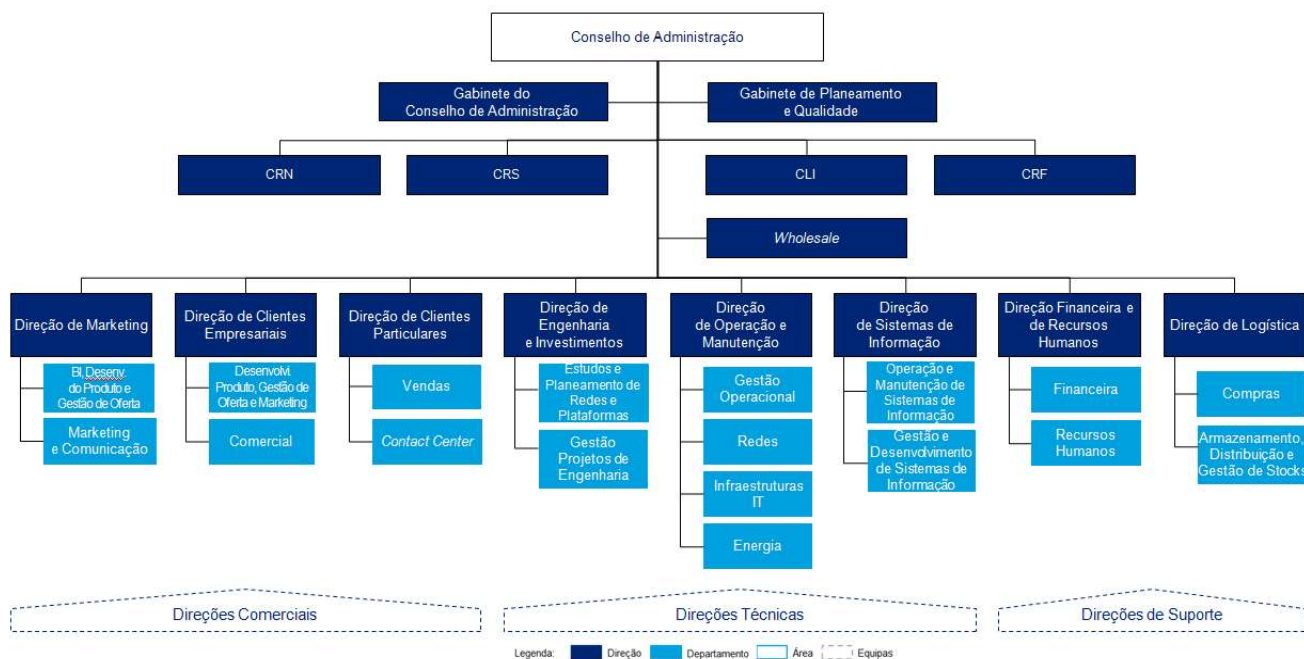 Conselho de Administração
Gabinete do
Conselho de Administração
Gabinete de Planeamento
e Qualidade
CRN
CRS
CLI
CRF
Wholesale
Direção de Marketing
Direção de Clientes
Empresariais
Direção de Clientes
Particulares
Direção de
Engenharia
e Investimentos
Direção
de Operação e
Manutenção
Direção
de Sistemas de
Informação
Direção Financeira e
de Recursos
Humanos
Direção de Logística
BI, Desenv.
do Produto e
Gestão de Oferta
Marketing
e Comunicação
Desenvolvi.
Produto, Gestão de
Oferta e Marketing
Comercial
Vendas
Contact Center
Estudos e
Planeamento de
Redes e
Plataformas
Gestão
Projetos de
Engenharia
Gestão
Operacional
Redes
Infraestruturas
IT
Energia
Operação e
Manutenção de
Sistemas de
Informação
Gestão e
Desenvolvimento
de Sistemas de
Informação
Financeira
Recursos
Humanos
Compras
Armazenamento,
Distribuição e
Gestão de Stocks
Direções Comerciais
Direções Técnicas
Direções de Suporte
Legenda: Direção Departamento Área Equipas